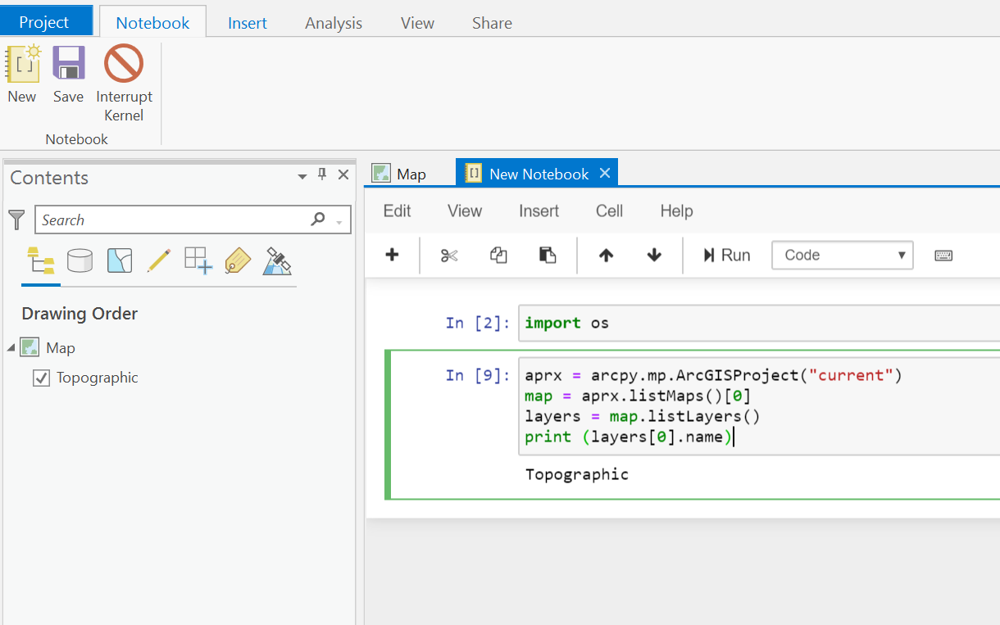 Project Notebook Insert Analysis View Share
New Save Interrupt Kernel
Notebook
Contents
Search
Drawing Order
Map
Topographic
Map New Notebook
Edit View Insert Cell Help
Run Code
In [2]: import os
In [9]: aprx = arcpy.mp.ArcGISProject("current")
map = aprx.listMaps()[0]
layers = map.listLayers()
print (layers[0].name)
Topographic